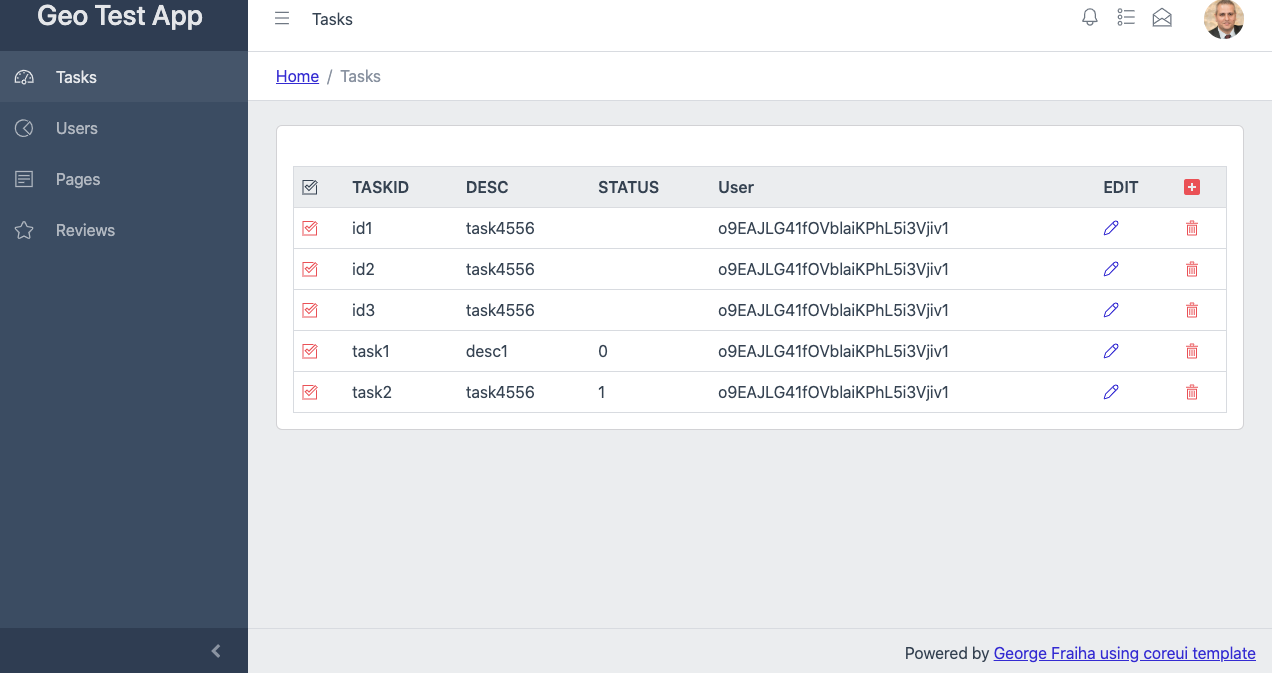 Geo Test App
Tasks
Tasks
Users
Pages
Reviews
Home / Tasks
TASKID DESC STATUS User EDIT
id1 task4556 o9EAJLG41fOVblaiKPhL5i3Vjiv1
id2 task4556 o9EAJLG41fOVblaiKPhL5i3Vjiv1
id3 task4556 o9EAJLG41fOVblaiKPhL5i3Vjiv1
task1 desc1 0 o9EAJLG41fOVblaiKPhL5i3Vjiv1
task2 task4556 1 o9EAJLG41fOVblaiKPhL5i3Vjiv1
Powered by George Fraiha using coreui template